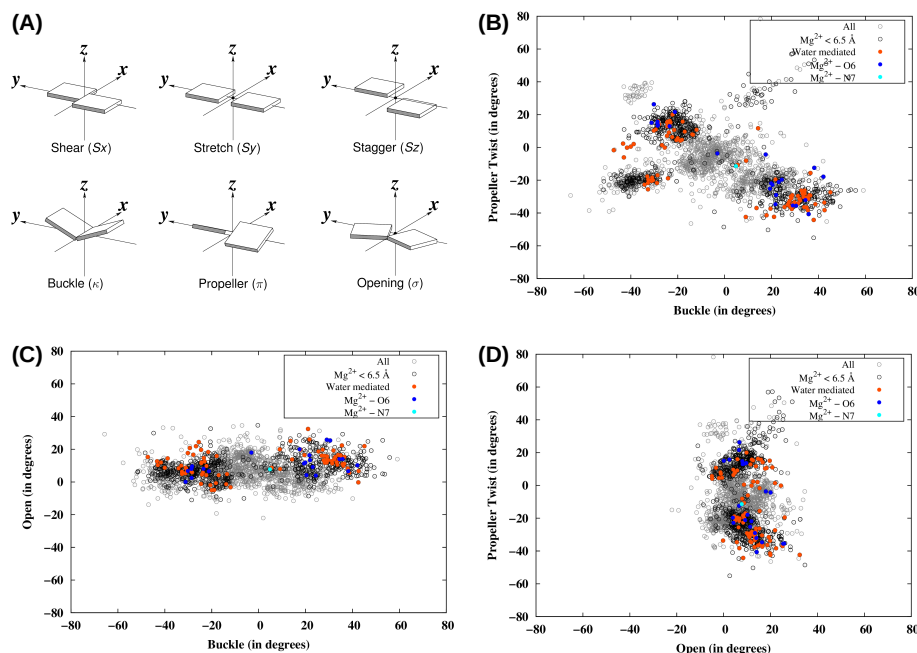 (A)
z
x
y
Shear (Sx)
z
x
y
Stretch (Sy)
z
x
y
Stagger (Sz)
z
x
y
Buckle (κ)
z
x
y
Propeller (π)
z
x
y
Opening (σ)
(B)
80
60
40
20
0
−20
−40
−60
−80
−80 −60 −40 −20 0 20 40 60 80
Propeller Twist (in degrees)
Buckle (in degrees)
All
Mg2+ < 6.5 Å
Water mediated
Mg2+ − O6
Mg2+ − N7
(C)
80
60
40
20
0
−20
−40
−60
−80
−80 −60 −40 −20 0 20 40 60 80
Open (in degrees)
Buckle (in degrees)
All
Mg2+ < 6.5 Å
Water mediated
Mg2+ − O6
Mg2+ − N7
(D)
80
60
40
20
0
−20
−40
−60
−80
−80 −60 −40 −20 0 20 40 60 80
Propeller Twist (in degrees)
Open (in degrees)
All
Mg2+ < 6.5 Å
Water mediated
Mg2+ − O6
Mg2+ − N7